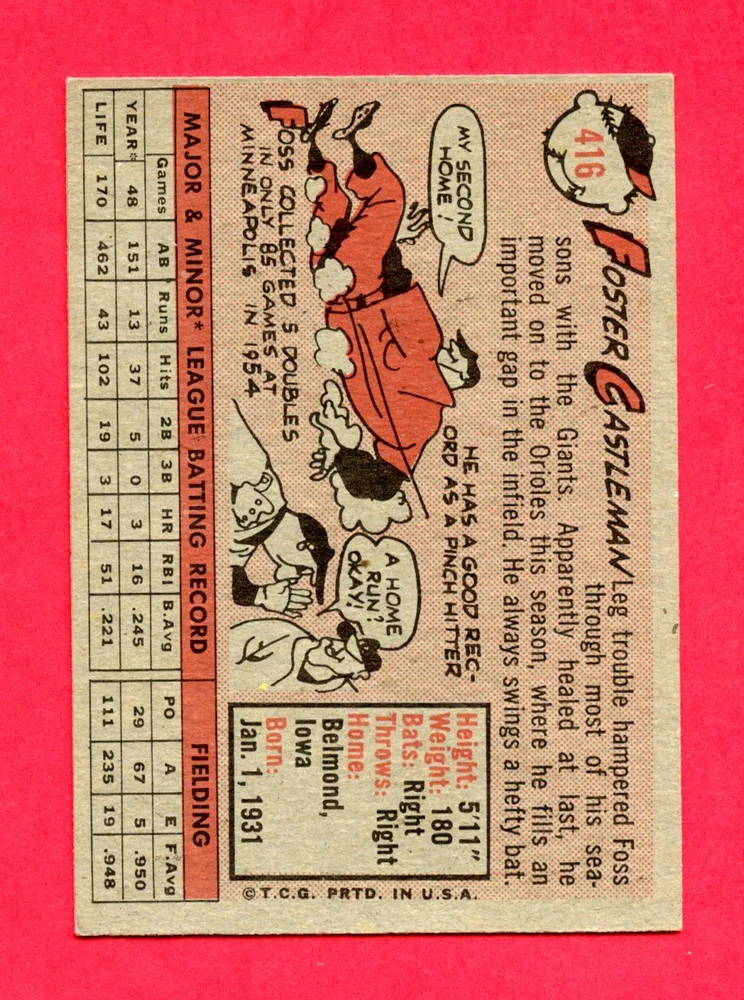 416
FOSTER CASTLEMAN
Leg trouble hampered Foss
through most of his sea-
sons with the Giants. Apparently healed at last, he
moved on to the Orioles this season, where he fills an
important gap in the infield. He always swings a hefty bat.
MY SECOND
HOME!
HE HAS A GOOD REC-
ORD AS A PINCH HITTER
FOSS COLLECTED 5 DOUBLES
IN ONLY 85 GAMES AT
MINNEAPOLIS IN 1954
A HOME
RUN?
OKAY!
Height: 5'11"
Weight: 180
Bats: Right
Throws: Right
Home:
Belmond,
Iowa
Born:
Jan. 1, 1931
MAJOR & MINOR* LEAGUE BATTING RECORD FIELDING
Games AB Runs Hits 2B 3B HR RBI B.Avg PO A E F.Avg
YEAR* 48 151 13 37 5 0 3 16 .245 29 67 5 .950
LIFE 170 462 43 102 19 3 17 51 .221 111 235 19 .948
© T.C.G. PRTD. IN U.S.A.